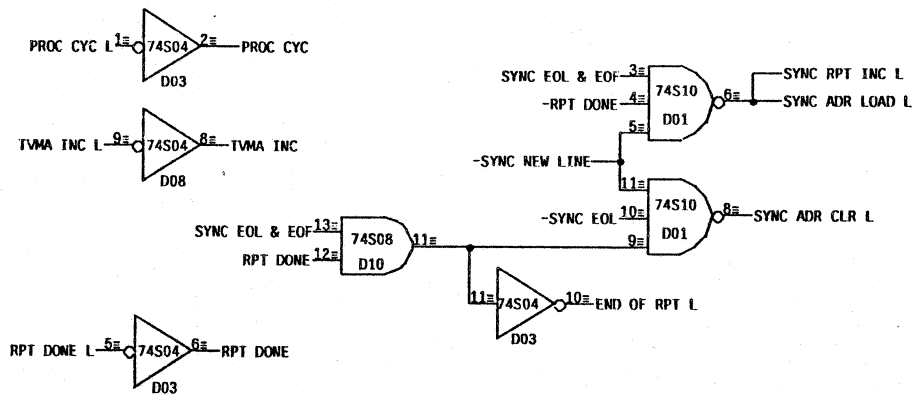 PROC CYC L 1 74S04 2 PROC CYC
D03
SYNC EOL & EOF 3
-RPT DONE 4 74S10 6 SYNC RPT INC L
SYNC ADR LOAD L
5 D01
TVMA INC L 9 74S04 8 TVMA INC
D08
-SYNC NEW LINE
11 74S10
-SYNC EOL 10 8 SYNC ADR CLR L
9 D01
SYNC EOL & EOF 13 74S08 11
RPT DONE 12 D10
11 74S04 10 END OF RPT L
D03
RPT DONE L 5 74S04 6 RPT DONE
D03